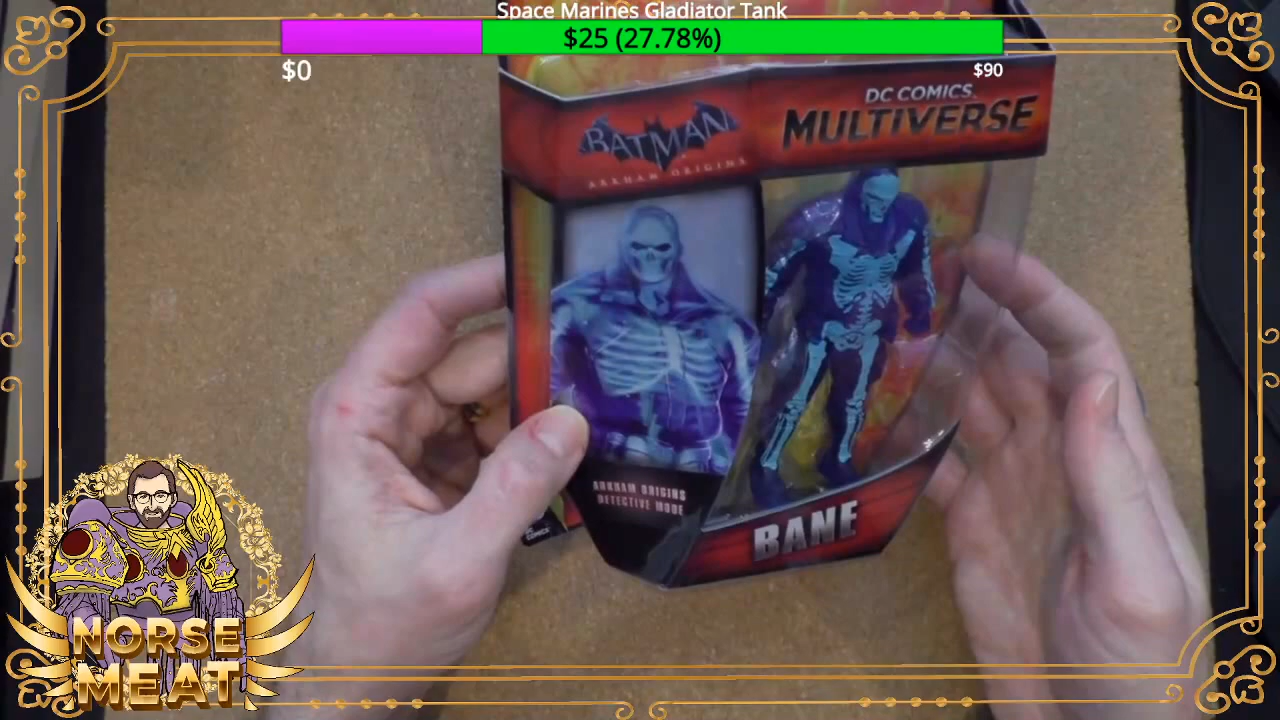 Space Marines Gladiator Tank
$25 (27.78%)
$0
$90
BATMAN
ARKHAM ORIGINS
DC COMICS
MULTIVERSE
ARKHAM ORIGINS
DETECTIVE MODE
BANE
NORSE
MEAT